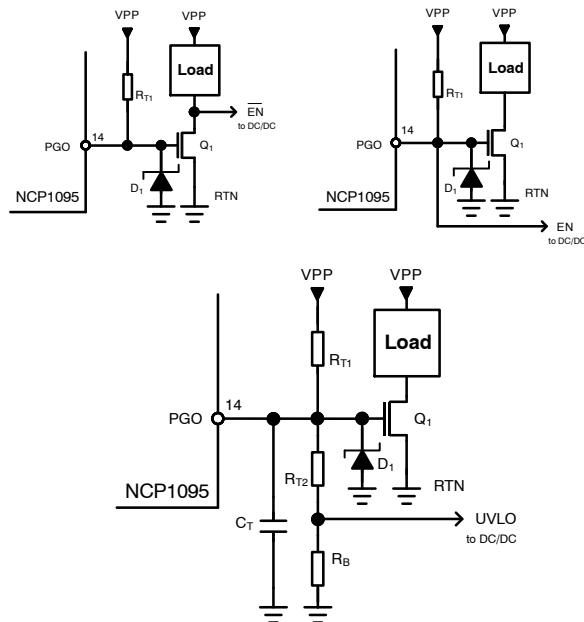 VPP
VPP
Load
RT1
EN
to DC/DC
14
PGO
Q1
D1
RTN
NCP1095
VPP
VPP
Load
RT1
14
PGO
Q1
D1
RTN
NCP1095
EN
to DC/DC
VPP
VPP
Load
RT1
14
PGO
Q1
D1
RT2
RTN
NCP1095
UVLO
to DC/DC
CT
RB